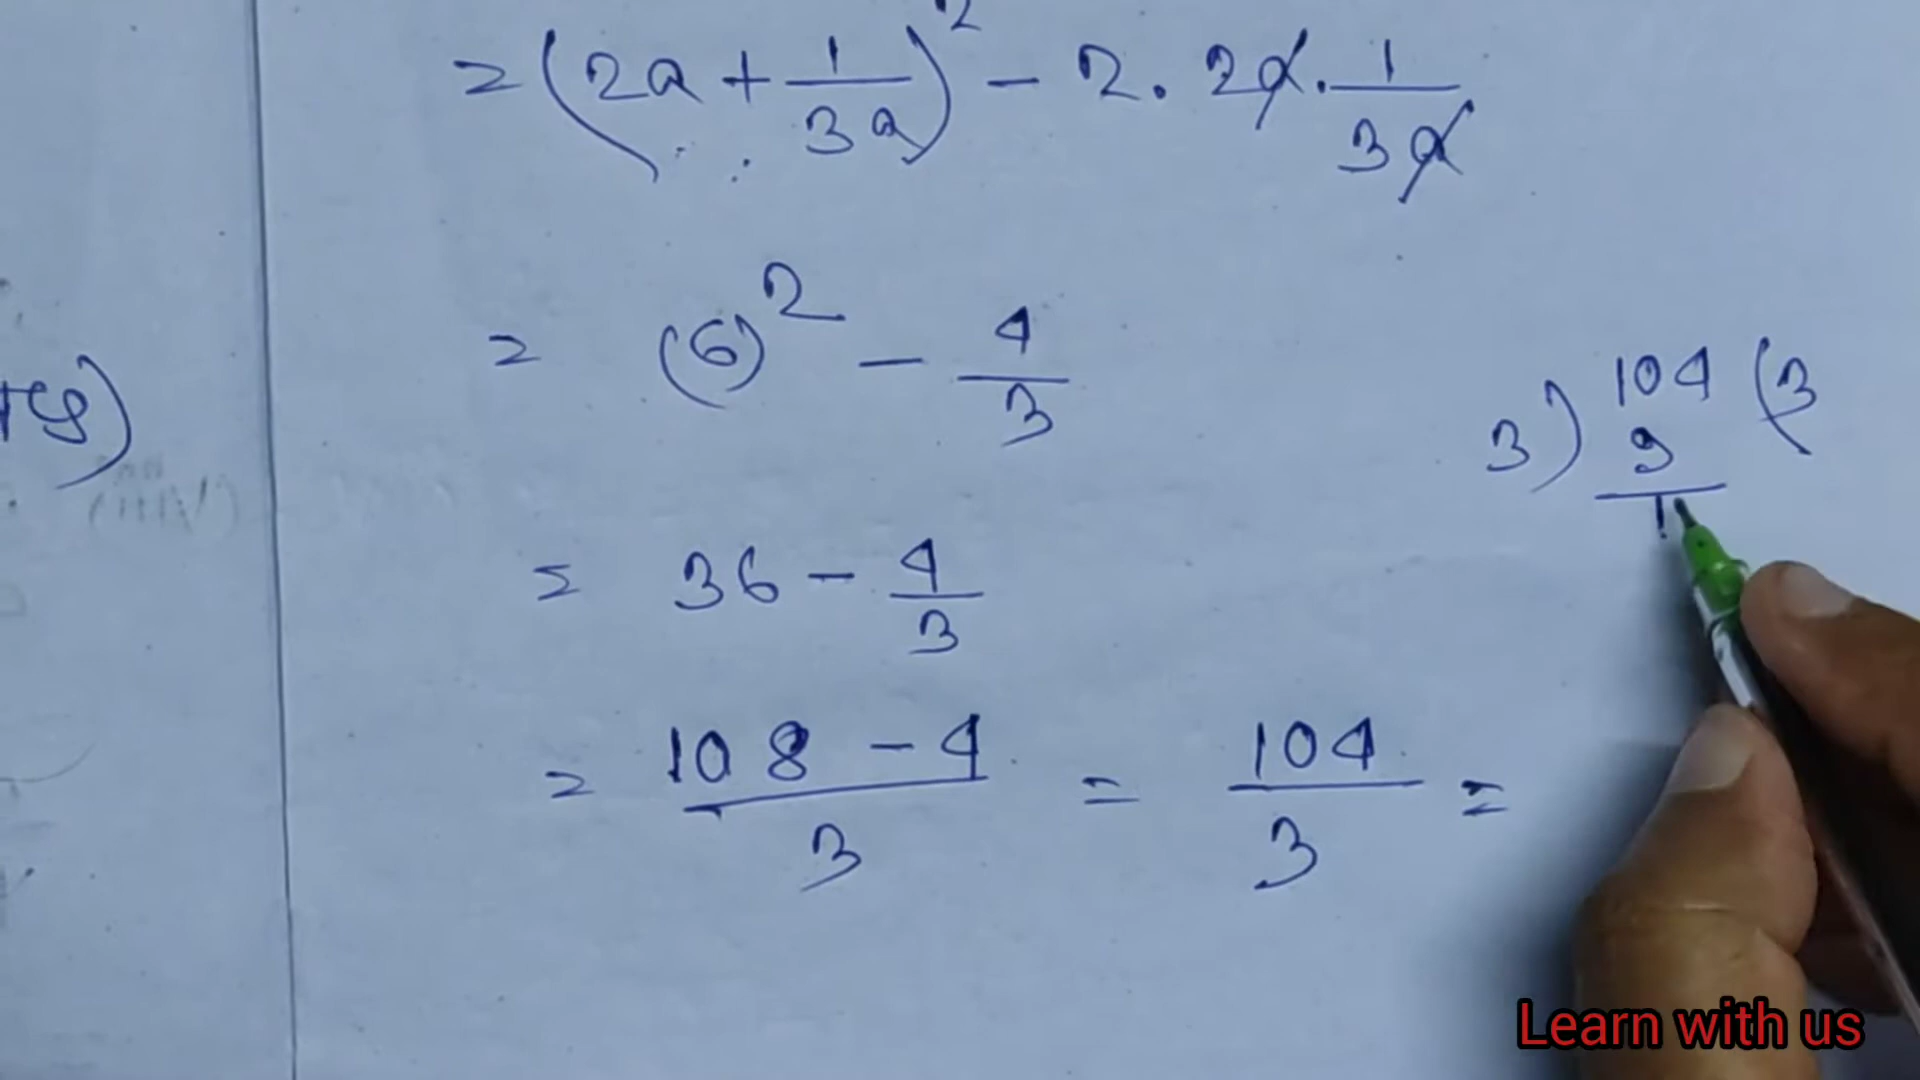 = (2a + 1/3a)² - 2 . 2a . 1/3a
= (6)² - 4/3
3) 104 (3
9
1
= 36 - 4/3
= 108 - 4/3 = 104/3 =
Learn with us